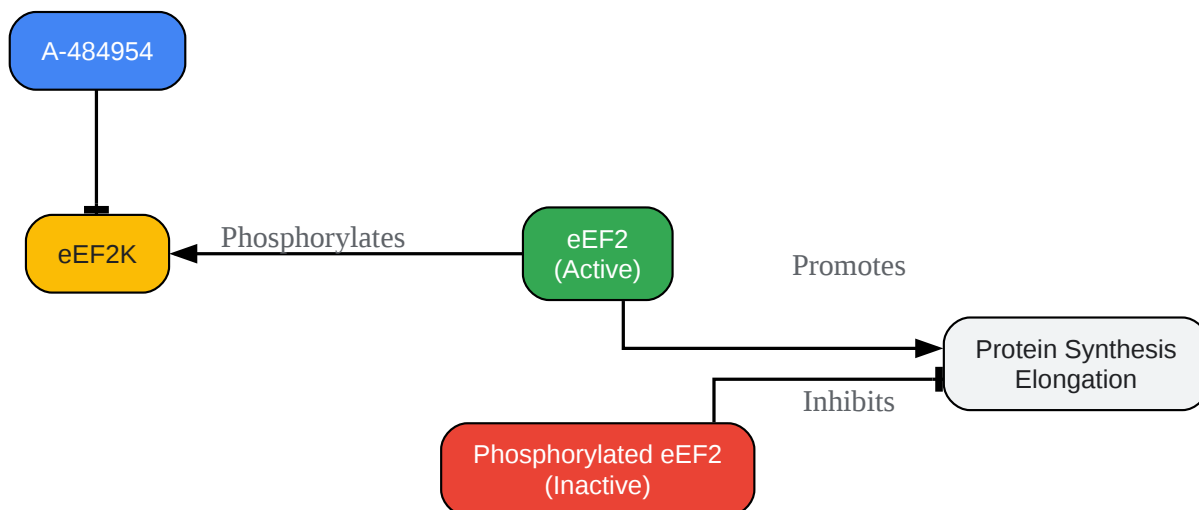 A-484954
eEF2K
Phosphorylates
eEF2
(Active)
Promotes
Protein Synthesis
Elongation
Inhibits
Phosphorylated eEF2
(Inactive)